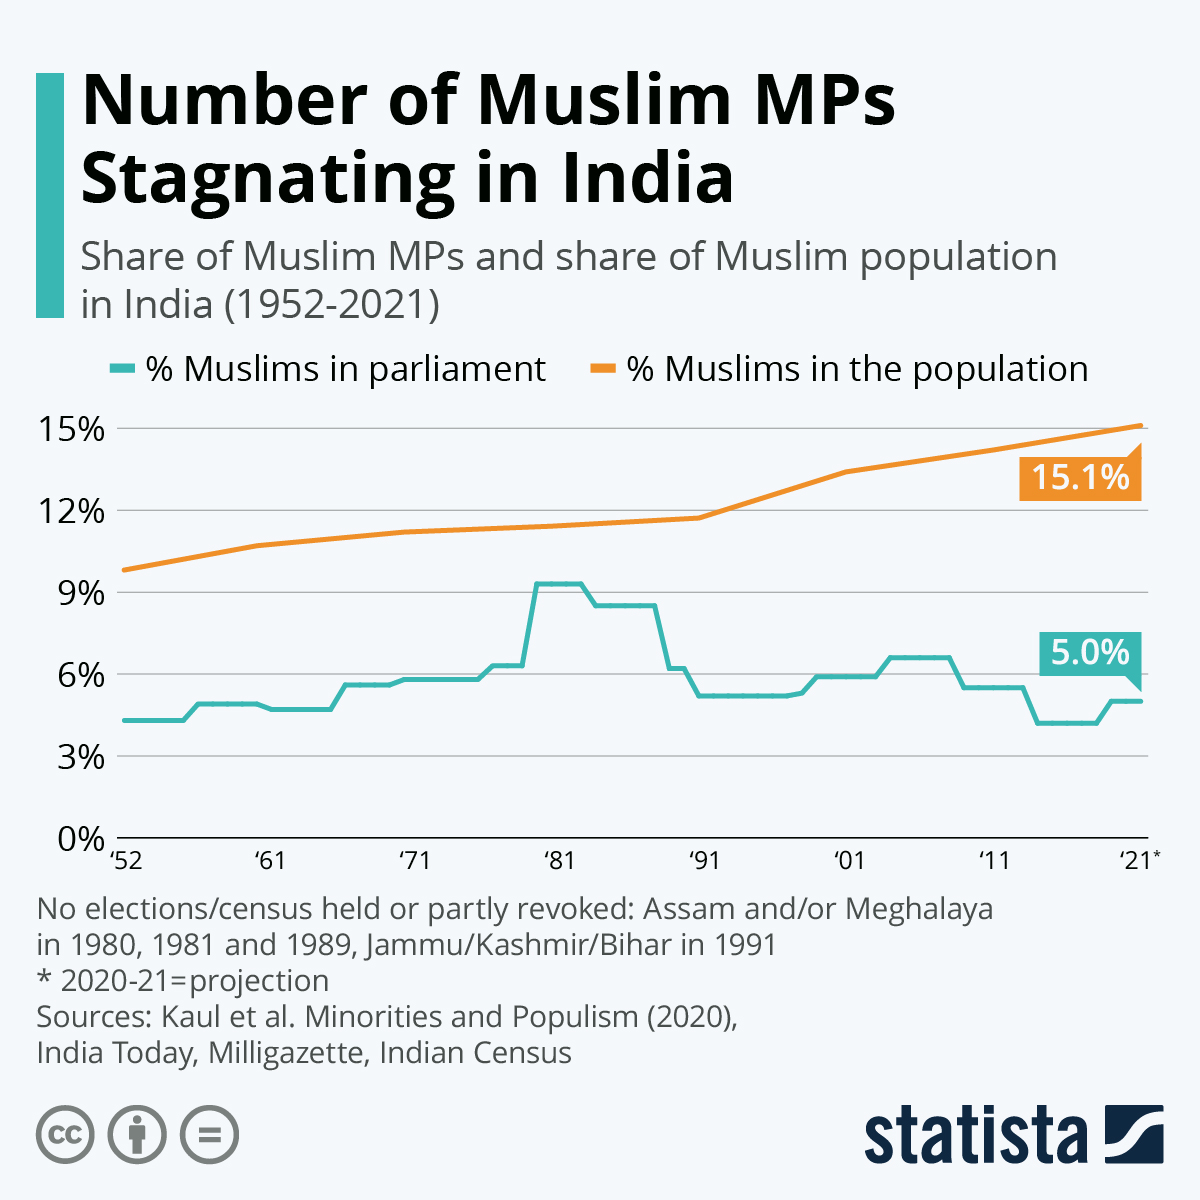 Number of Muslim MPs
Stagnating in India
Share of Muslim MPs and share of Muslim population
in India (1952-2021)
% Muslims in parliament % Muslims in the population
15%
12%
9%
6%
3%
0%
15.1%
5.0%
‘52 ‘61 ‘71 ‘81 ‘91 ‘01 ‘11 ‘21*
No elections/census held or partly revoked: Assam and/or Meghalaya
in 1980, 1981 and 1989, Jammu/Kashmir/Bihar in 1991
* 2020-21=projection
Sources: Kaul et al. Minorities and Populism (2020),
India Today, Milligazette, Indian Census
cc
statista